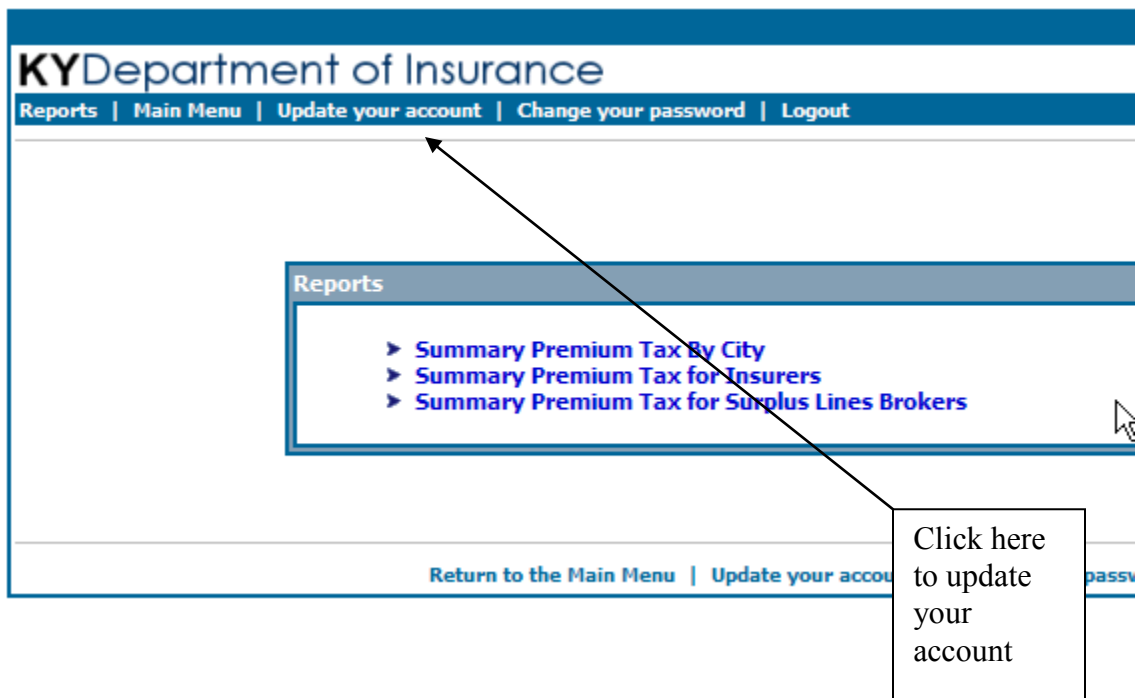 KYDepartment of Insurance
Reports | Main Menu | Update your account | Change your password | Logout
Reports
Summary Premium Tax By City
Summary Premium Tax for Insurers
Summary Premium Tax for Surplus Lines Brokers
Return to the Main Menu | Update your
Click here
to update
your
account